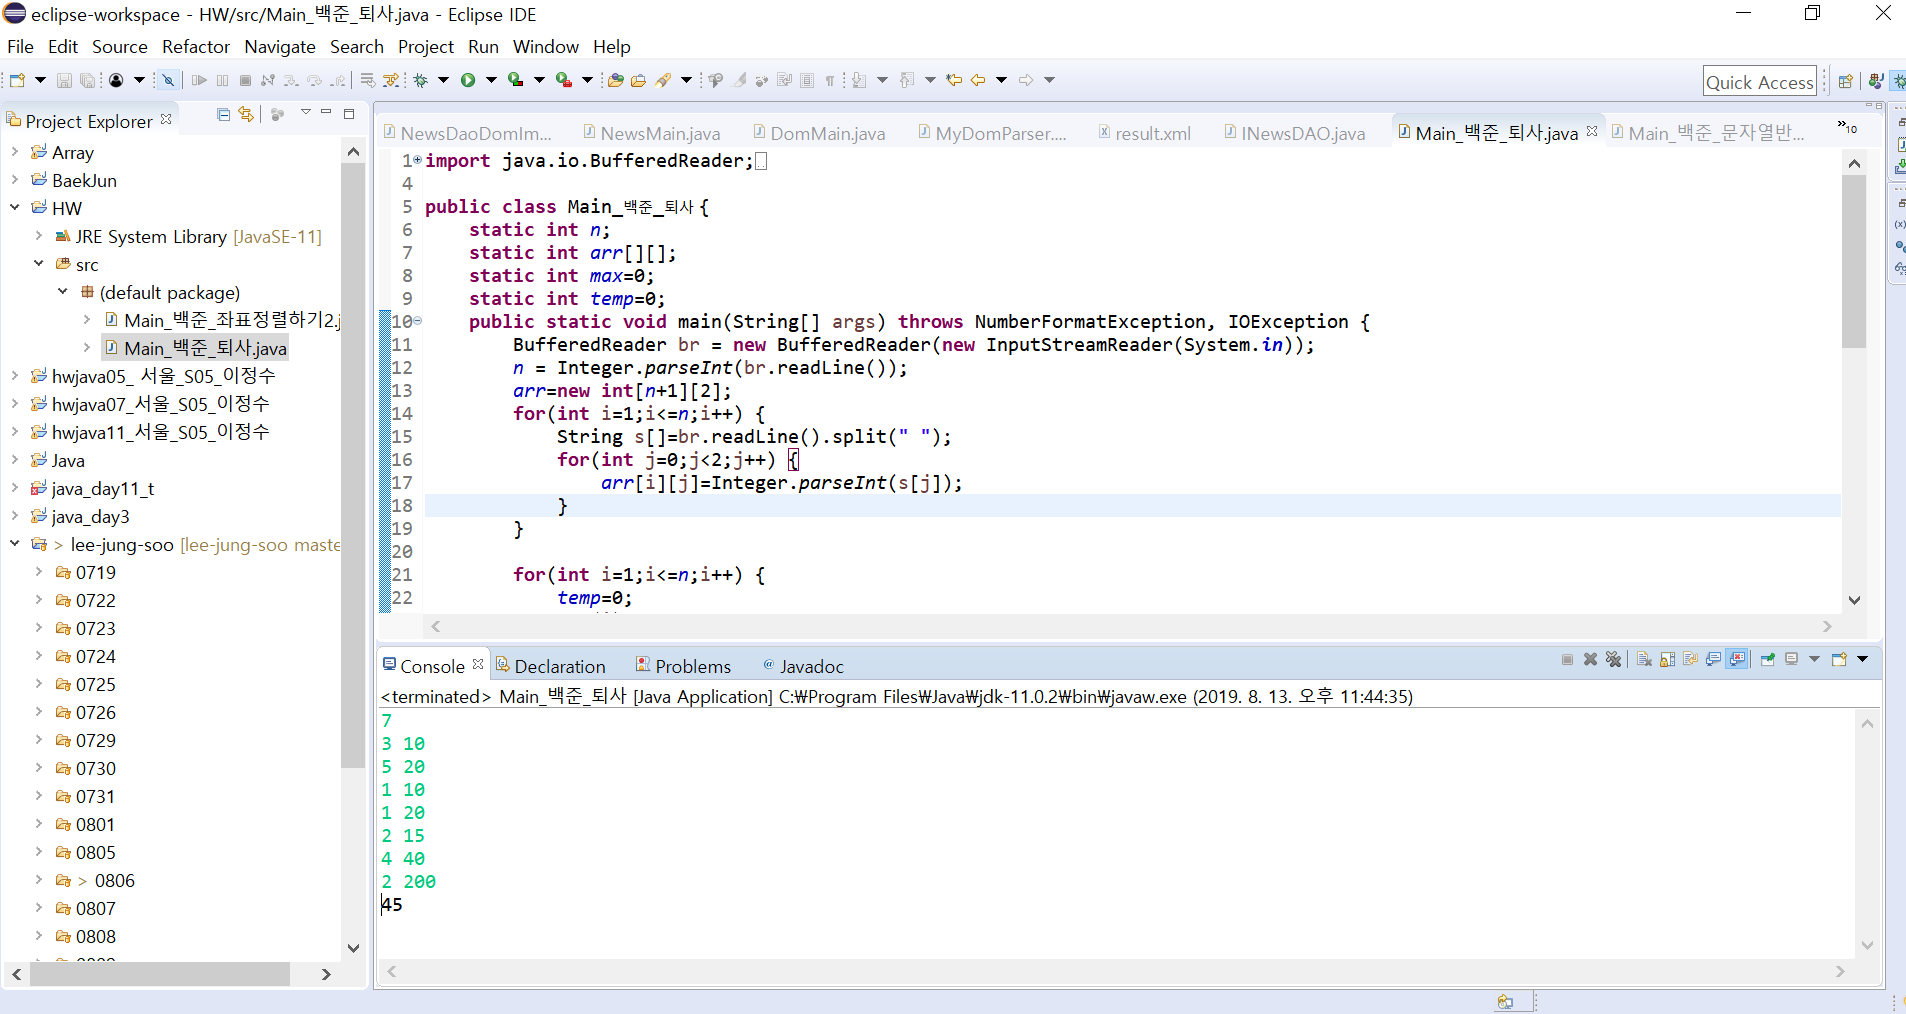 eclipse-workspace - HW/src/Main_백준_퇴사.java - Eclipse IDE
File Edit Source Refactor Navigate Search Project Run Window Help
Quick Access
Project Explorer
Array
BaekJun
HW
JRE System Library [JavaSE-11]
src
(default package)
Main_백준_좌표정렬하기2.j
Main_백준_퇴사.java
hwjava05_ 서울_S05_이정수
hwjava07_서울_S05_이정수
hwjava11_서울_S05_이정수
Java
java_day11_t
java_day3
> lee-jung-soo [lee-jung-soo maste
0719
0722
0723
0724
0725
0726
0729
0730
0731
0801
0805
> 0806
0807
0808
NewsDaoDomIm... NewsMain.java DomMain.java MyDomParser.... result.xml INewsDAO.java Main_백준_퇴사.java Main_백준_문자열반... »10
1 import java.io.BufferedReader;
4
5 public class Main_백준_퇴사 {
6 static int n;
7 static int arr[][];
8 static int max=0;
9 static int temp=0;
10 public static void main(String[] args) throws NumberFormatException, IOException {
11 BufferedReader br = new BufferedReader(new InputStreamReader(System.in));
12 n = Integer.parseInt(br.readLine());
13 arr=new int[n+1][2];
14 for(int i=1;i<=n;i++) {
15 String s[]=br.readLine().split(" ");
16 for(int j=0;j<2;j++) {
17 arr[i][j]=Integer.parseInt(s[j]);
18 }
19 }
20
21 for(int i=1;i<=n;i++) {
22 temp=0;
Console Declaration Problems @ Javadoc
<terminated> Main_백준_퇴사 [Java Application] C:₩Program Files₩Java₩jdk-11.0.2₩bin₩javaw.exe (2019. 8. 13. 오후 11:44:35)
7
3 10
5 20
1 10
1 20
2 15
4 40
2 200
45